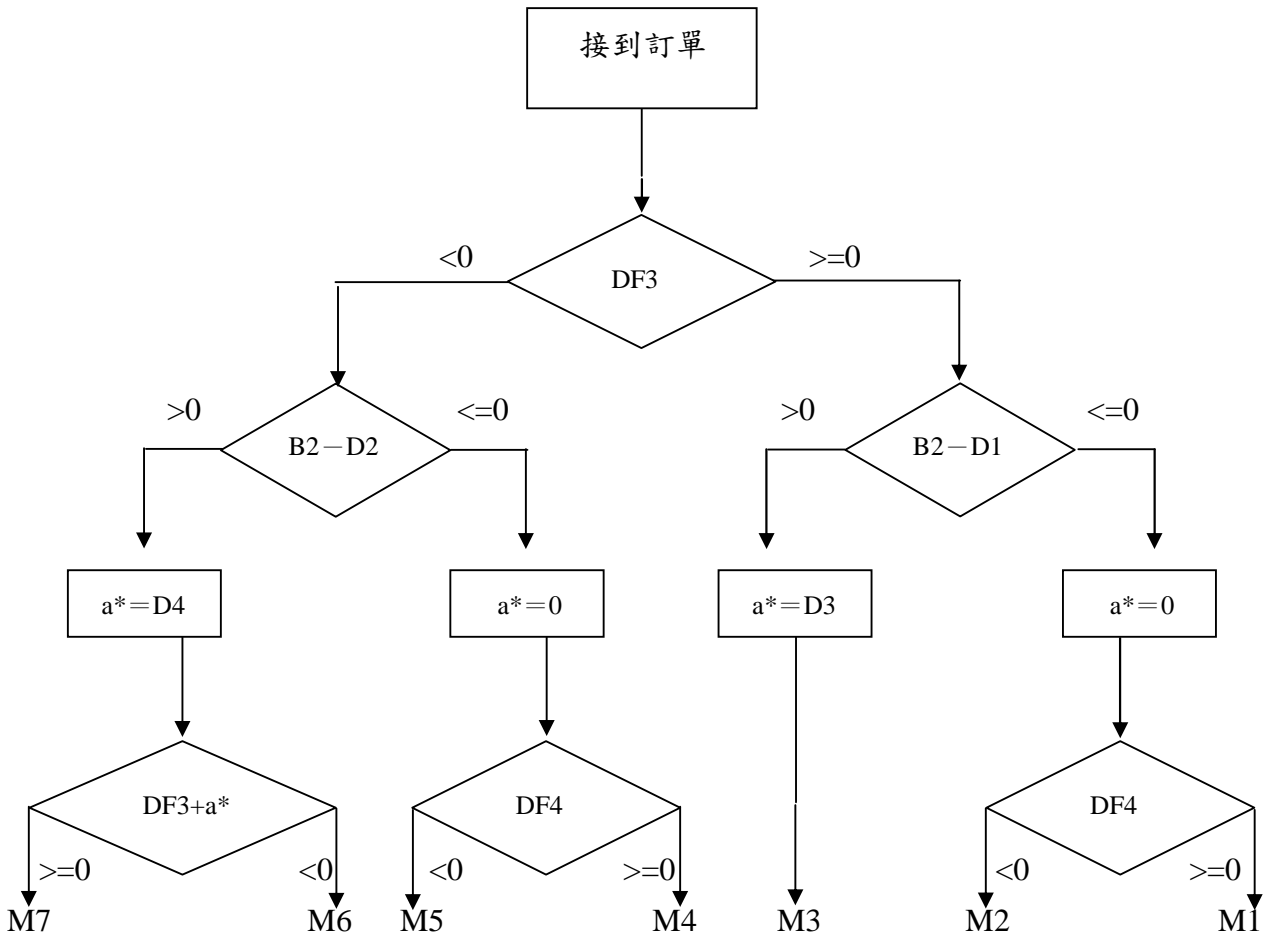 接到訂單
<0
>=0
DF3
>0
<=0
>0
<=0
B2－D2
B2－D1
a*＝D4
a*＝0
a*＝D3
a*＝0
DF3+a*
DF4
DF4
>=0
<0
<0
>=0
<0
>=0
M7
M6
M5
M4
M3
M2
M1